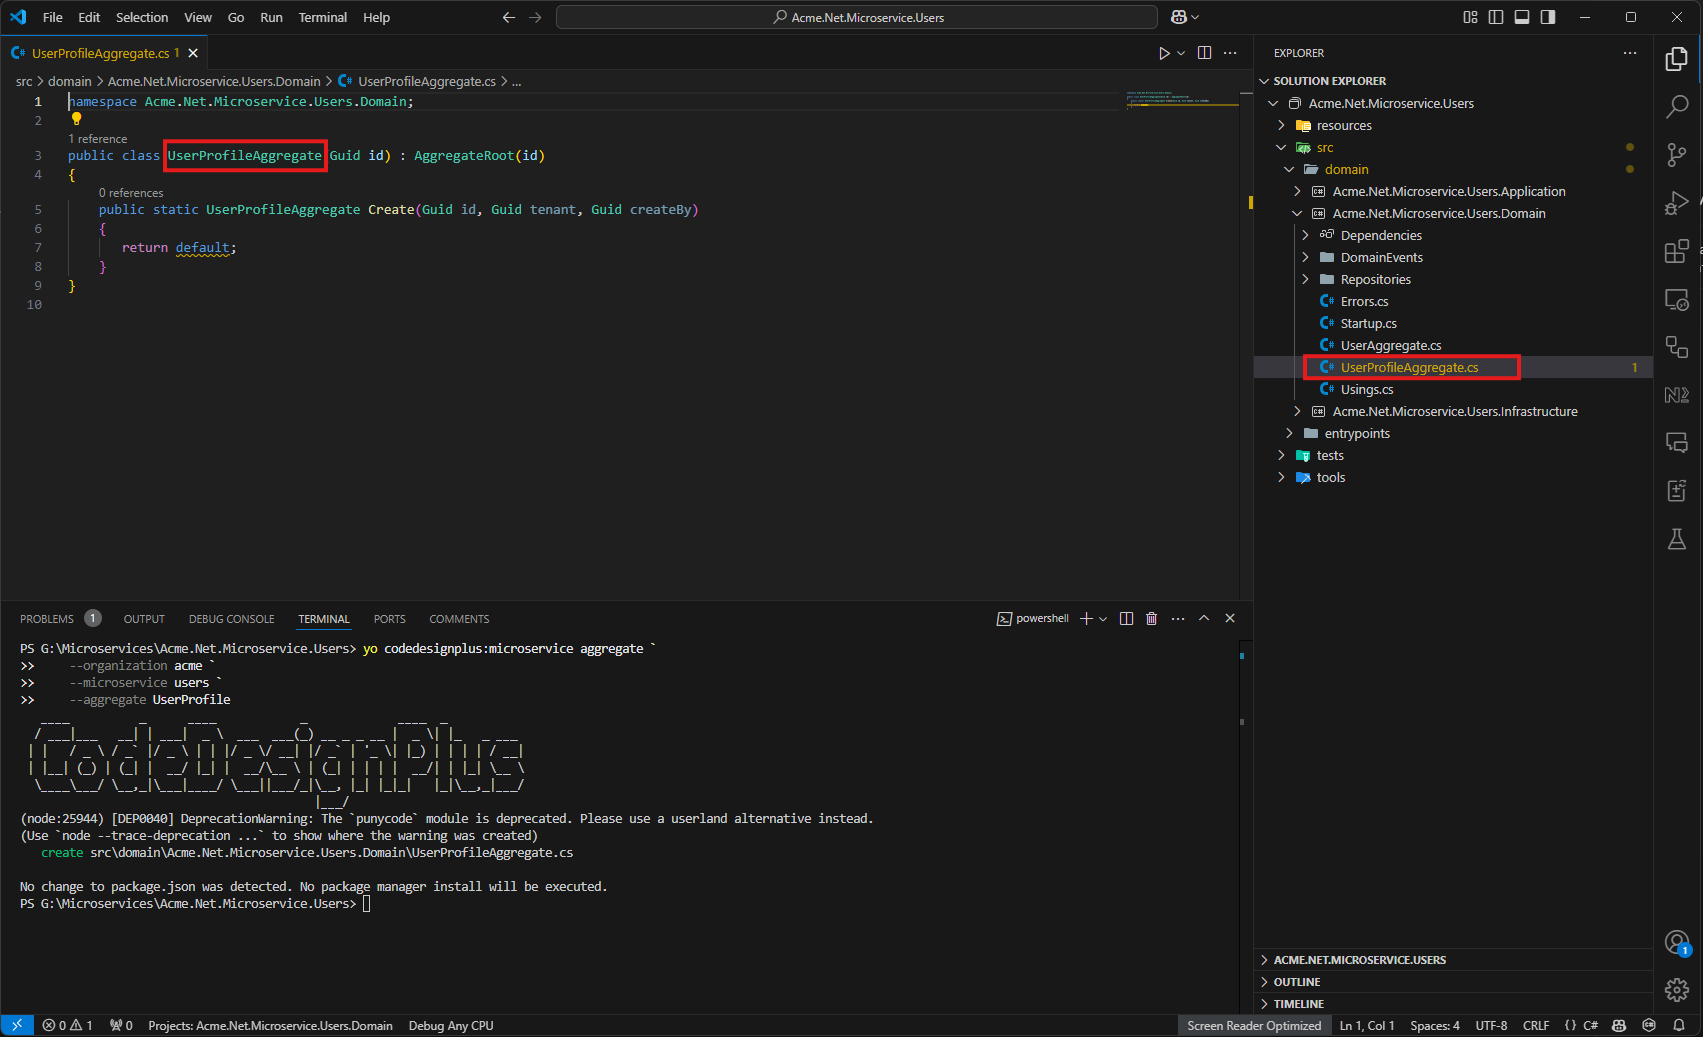 File Edit Selection View Go Run Terminal Help
Acme.Net.Microservice.Users
UserProfileAggregate.cs 1
src > domain > Acme.Net.Microservice.Users.Domain > UserProfileAggregate.cs > ...
1 namespace Acme.Net.Microservice.Users.Domain;
2
1 reference
3 public class UserProfileAggregate Guid id) : AggregateRoot(id)
4 {
0 references
5 public static UserProfileAggregate Create(Guid id, Guid tenant, Guid createBy)
6 {
7 return default;
8 }
9 }
10
EXPLORER
SOLUTION EXPLORER
Acme.Net.Microservice.Users
resources
src
domain
Acme.Net.Microservice.Users.Application
Acme.Net.Microservice.Users.Domain
Dependencies
DomainEvents
Repositories
Errors.cs
Startup.cs
UserAggregate.cs
UserProfileAggregate.cs 1
Usings.cs
Acme.Net.Microservice.Users.Infrastructure
entrypoints
tests
tools
PROBLEMS 1 OUTPUT DEBUG CONSOLE TERMINAL PORTS COMMENTS
powershell
PS G:\Microservices\Acme.Net.Microservice.Users> yo codedesignplus:microservice aggregate `
>> --organization acme `
>> --microservice users `
>> --aggregate UserProfile
CodeDesignPlus
(node:25944) [DEP0040] DeprecationWarning: The `punycode` module is deprecated. Please use a userland alternative instead.
(Use `node --trace-deprecation ...` to show where the warning was created)
create src\domain\Acme.Net.Microservice.Users.Domain\UserProfileAggregate.cs
No change to package.json was detected. No package manager install will be executed.
PS G:\Microservices\Acme.Net.Microservice.Users>
ACME.NET.MICROSERVICE.USERS
OUTLINE
TIMELINE
1
0 1 0 Projects: Acme.Net.Microservice.Users.Domain Debug Any CPU
Screen Reader Optimized Ln 1, Col 1 Spaces: 4 UTF-8 CRLF {} C#